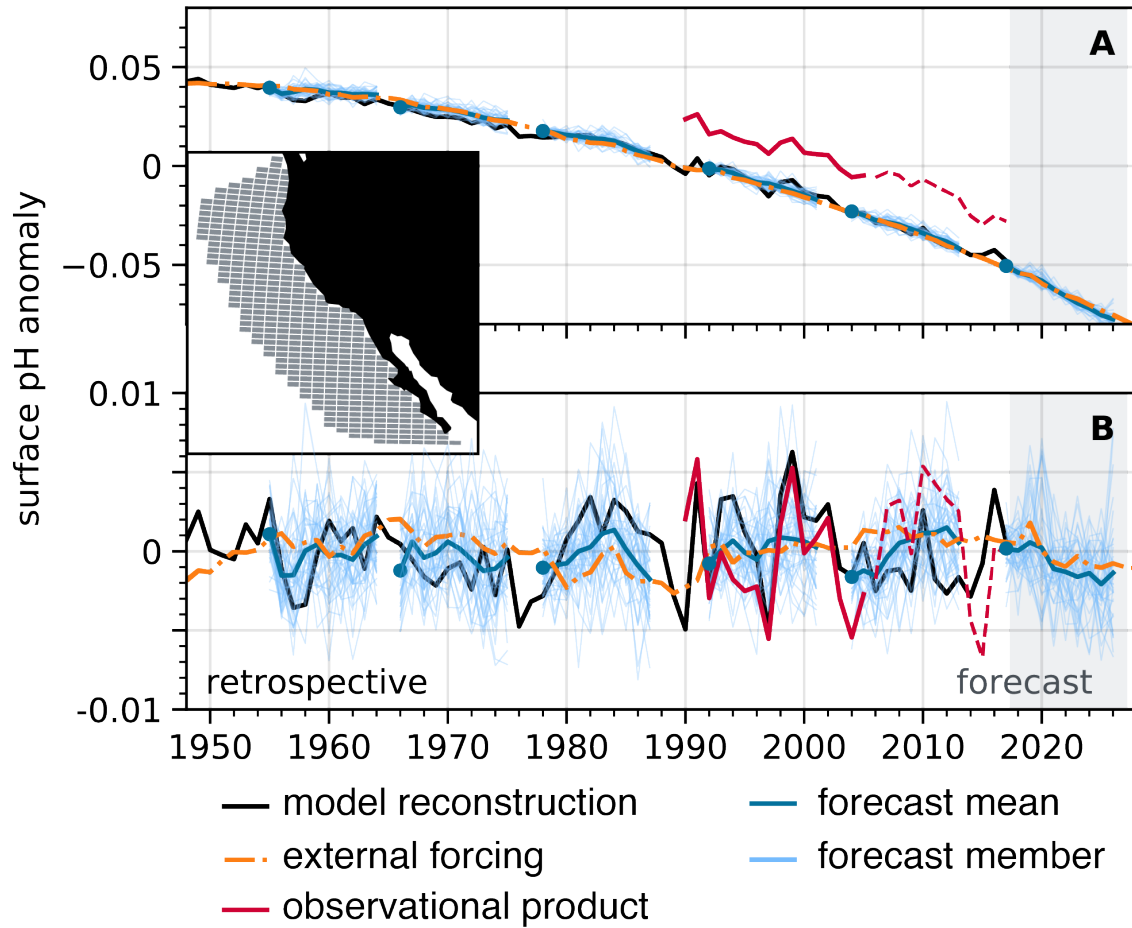 A
0.05
0
−0.05
surface pH anomaly
0.01
B
0
retrospective
forecast
-0.01
1950 1960 1970 1980 1990 2000 2010 2020
model reconstruction
forecast mean
external forcing
forecast member
observational product